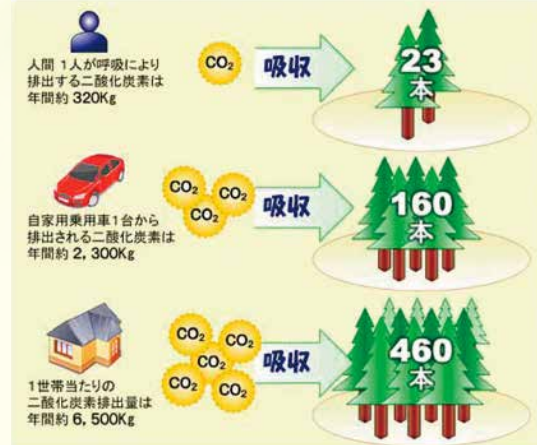 人間 1人が呼吸により
排出する二酸化炭素は
年間約 320Kg
CO2
吸収
23
本
自家用乗用車1台から
排出される二酸化炭素は
年間約 2, 300Kg
CO2
CO2
CO2
吸収
160
本
1世帯当たりの
二酸化炭素排出量は
年間約 6, 500Kg
CO2
CO2
CO2
CO2
CO2
吸収
460
本